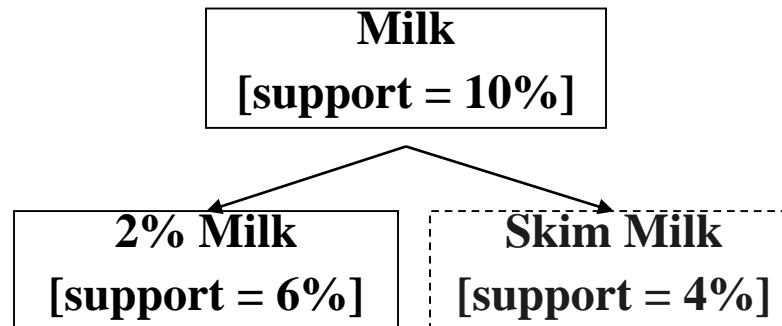 Milk
[support = 10%]
2% Milk
[support = 6%]
Skim Milk
[support = 4%]